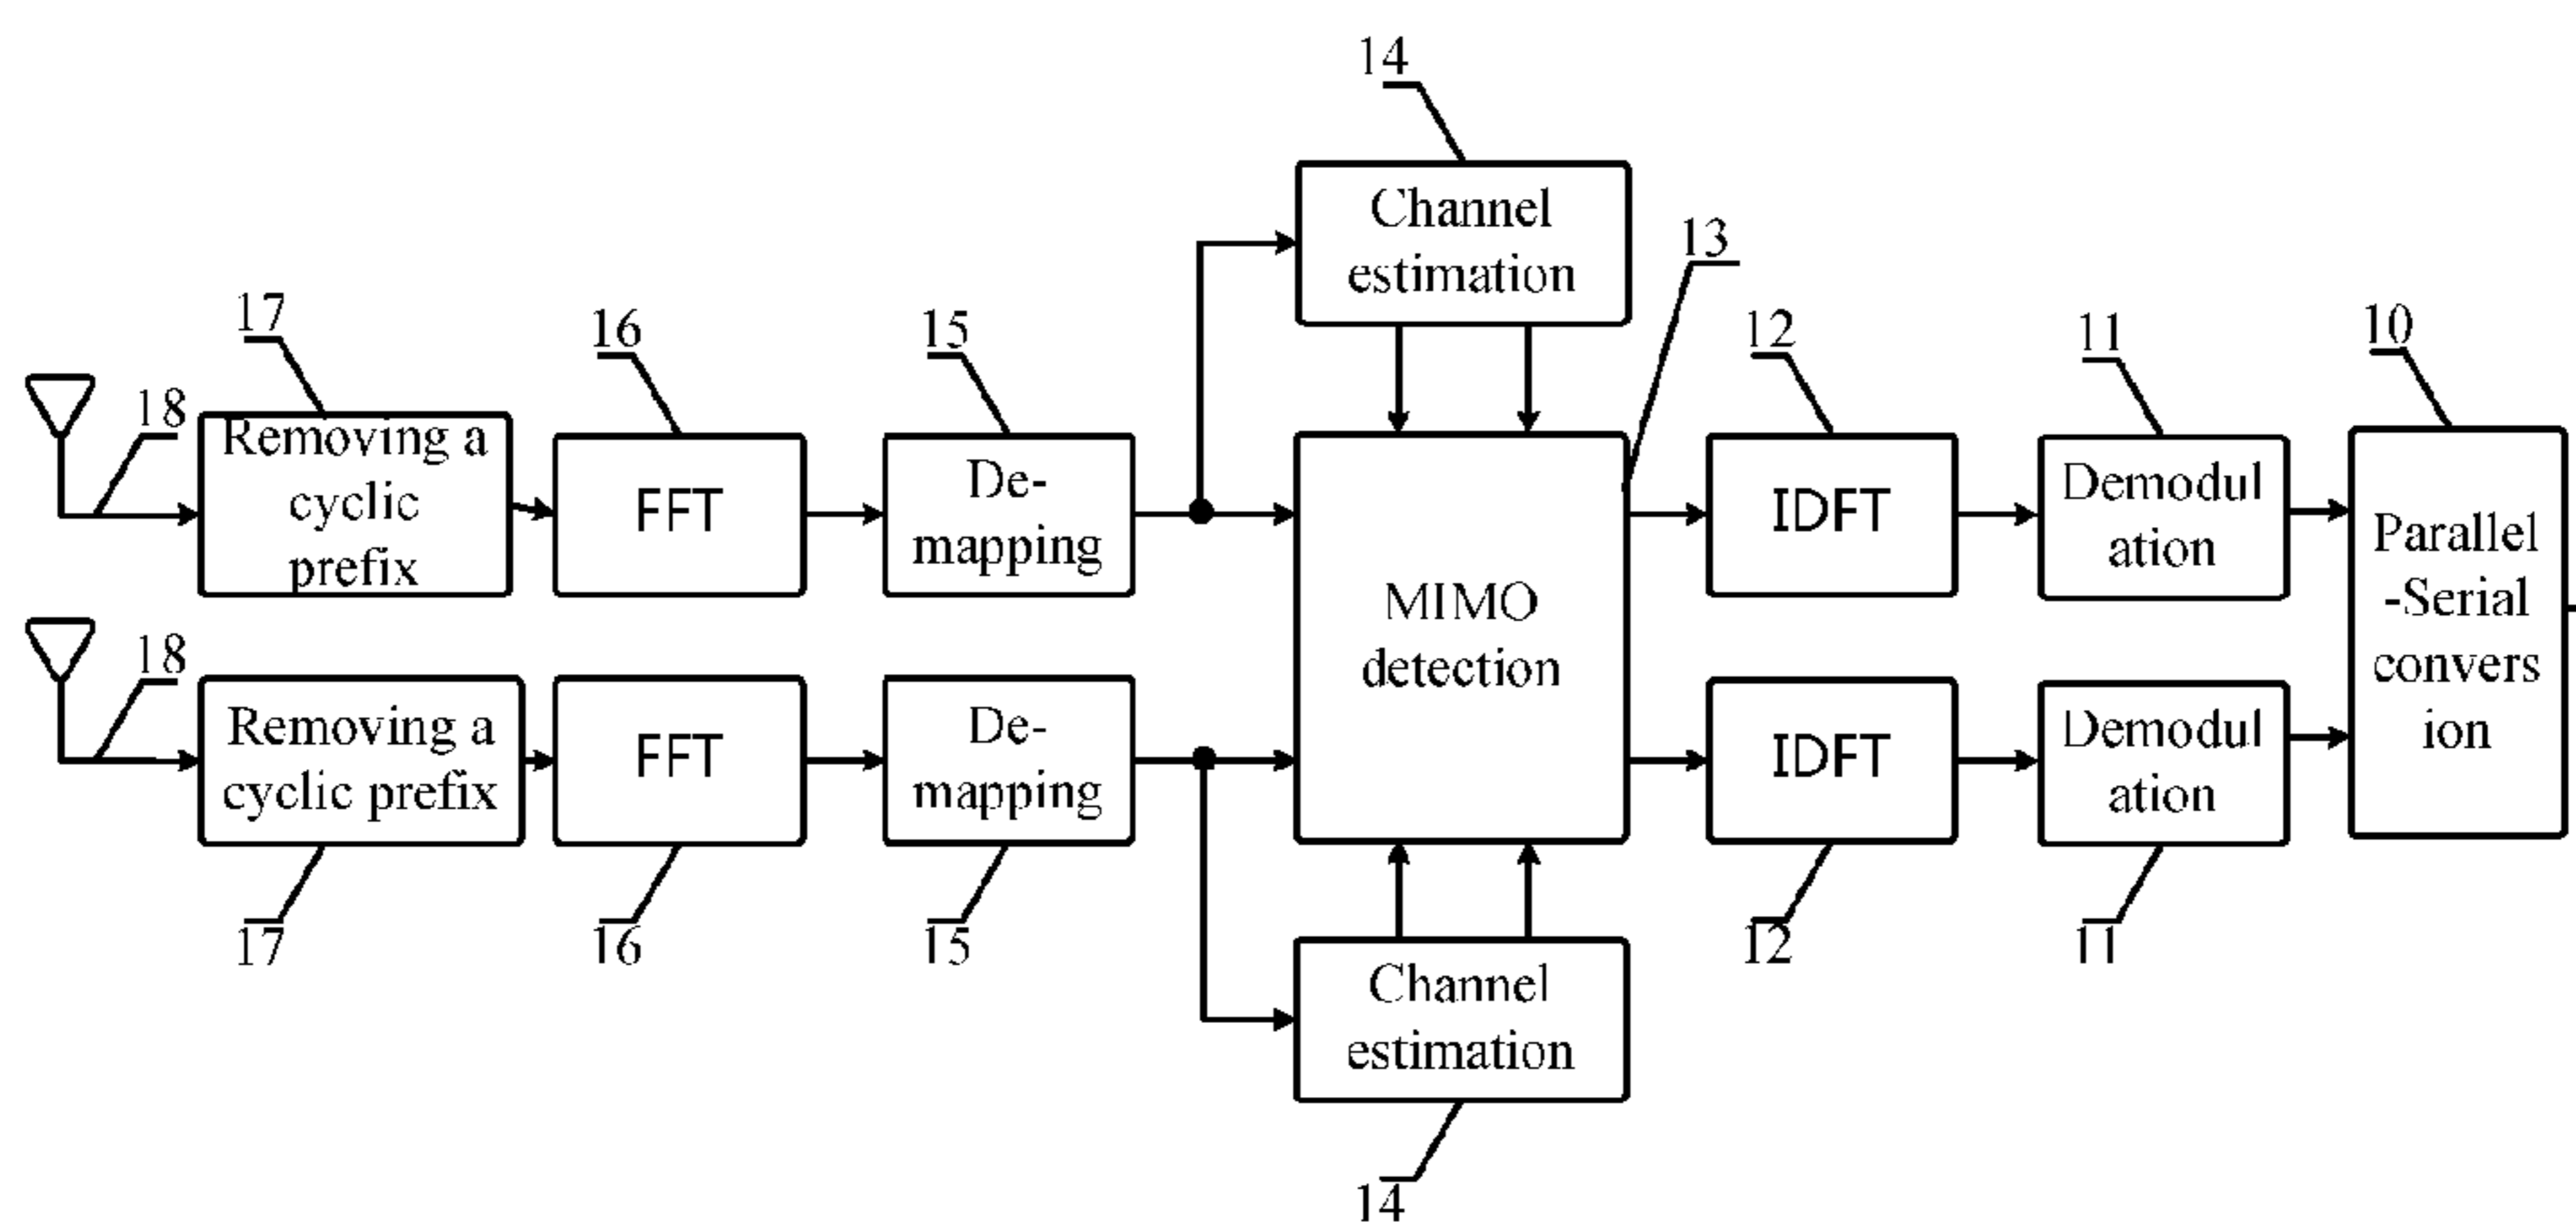 14
Channel
estimation
13
17
16
15
12
11
10
18
Removing a
cyclic
prefix
FFT
De-
mapping
MIMO
detection
IDFT
Demodul
ation
Parallel
-Serial
convers
ion
18
Removing a
cyclic prefix
FFT
De-
mapping
IDFT
Demodul
ation
17
16
15
12
11
Channel
estimation
14